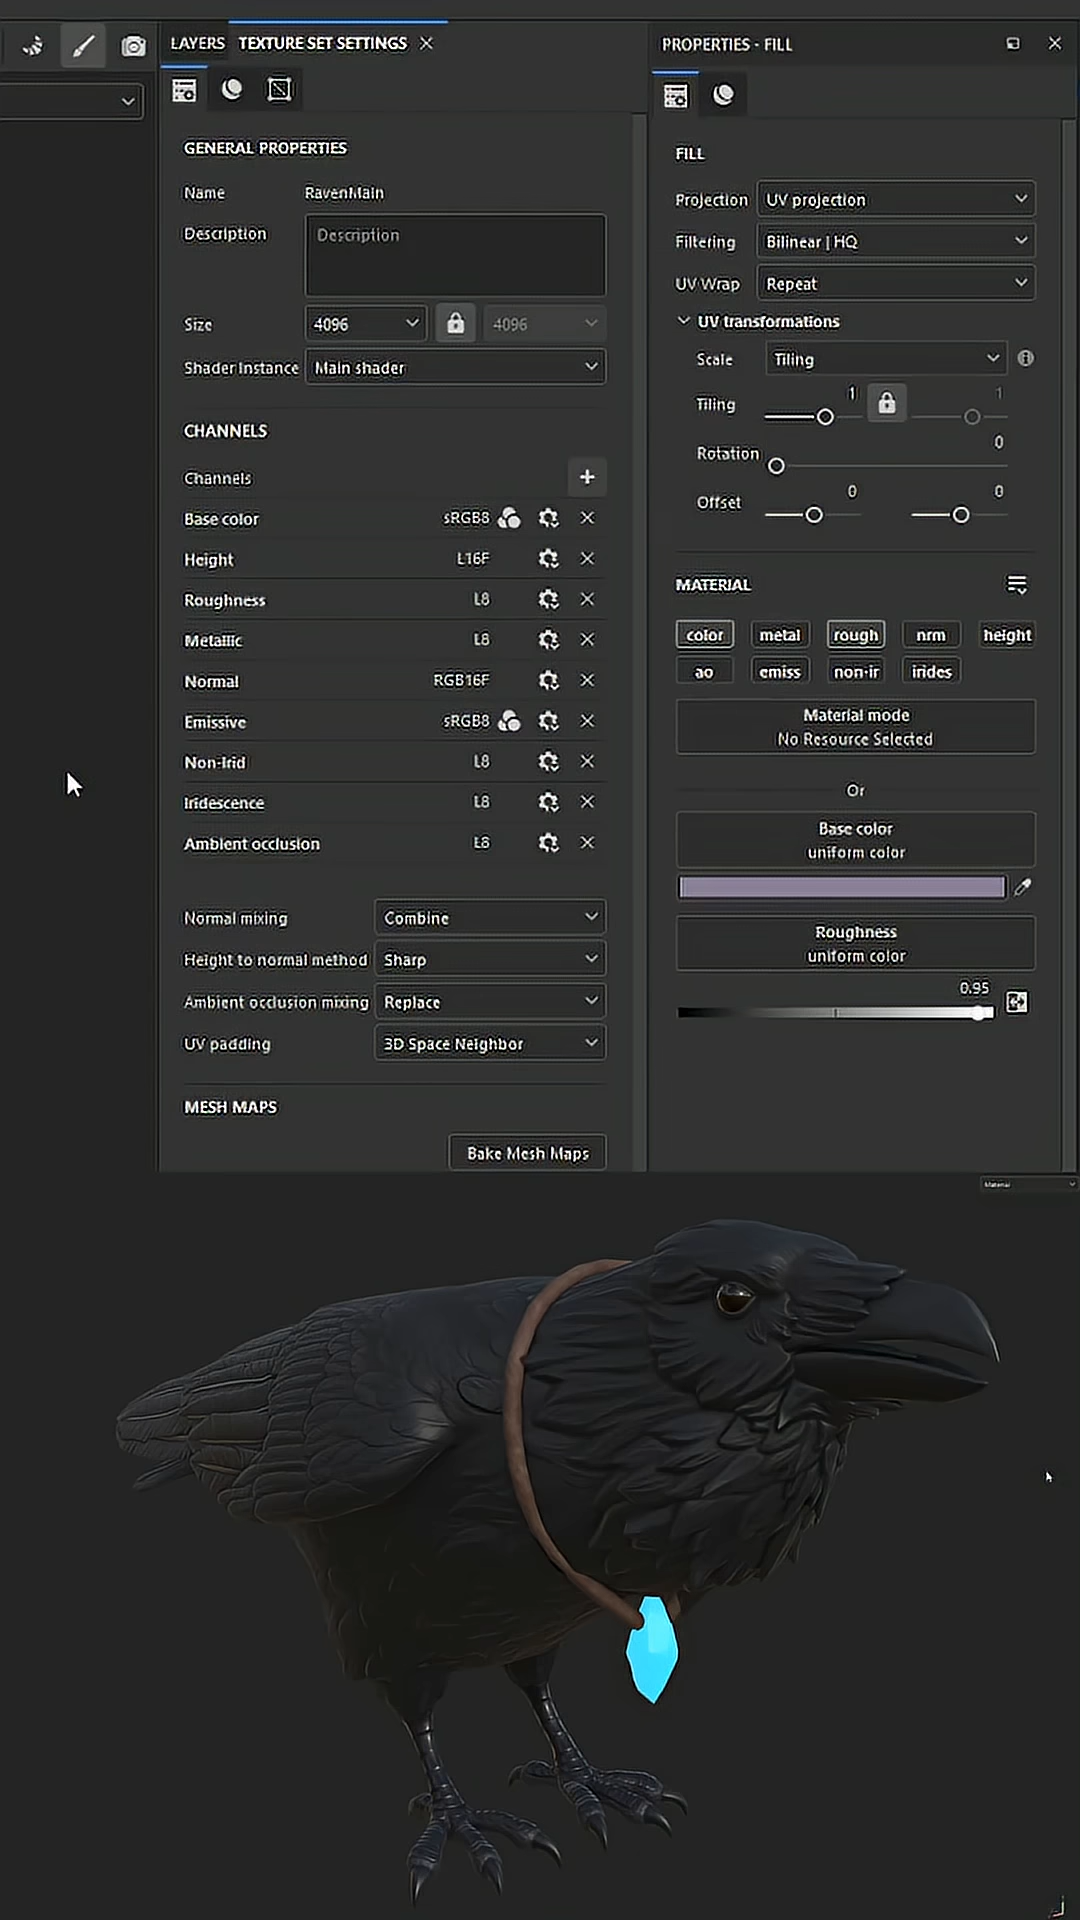 LAYERS
TEXTURE SET SETTINGS
GENERAL PROPERTIES
Name RavenMain
Description Description
Size 4096 4096
Shader Instance Main shader
CHANNELS
Channels
Base color sRGB8
Height L16F
Roughness L8
Metallic L8
Normal RGB16F
Emissive sRGB8
Non-Irid L8
Iridescence L8
Ambient occlusion L8
Normal mixing Combine
Height to normal method Sharp
Ambient occlusion mixing Replace
UV padding 3D Space Neighbor
MESH MAPS
Bake Mesh Maps
PROPERTIES - FILL
FILL
Projection UV projection
Filtering Bilinear | HQ
UV Wrap Repeat
UV transformations
Scale Tiling
Tiling 1 1
Rotation 0
Offset 0 0
MATERIAL
color metal rough nrm height
ao emiss non-ir irides
Material mode
No Resource Selected
Or
Base color
uniform color
Roughness
uniform color
0.95
Material